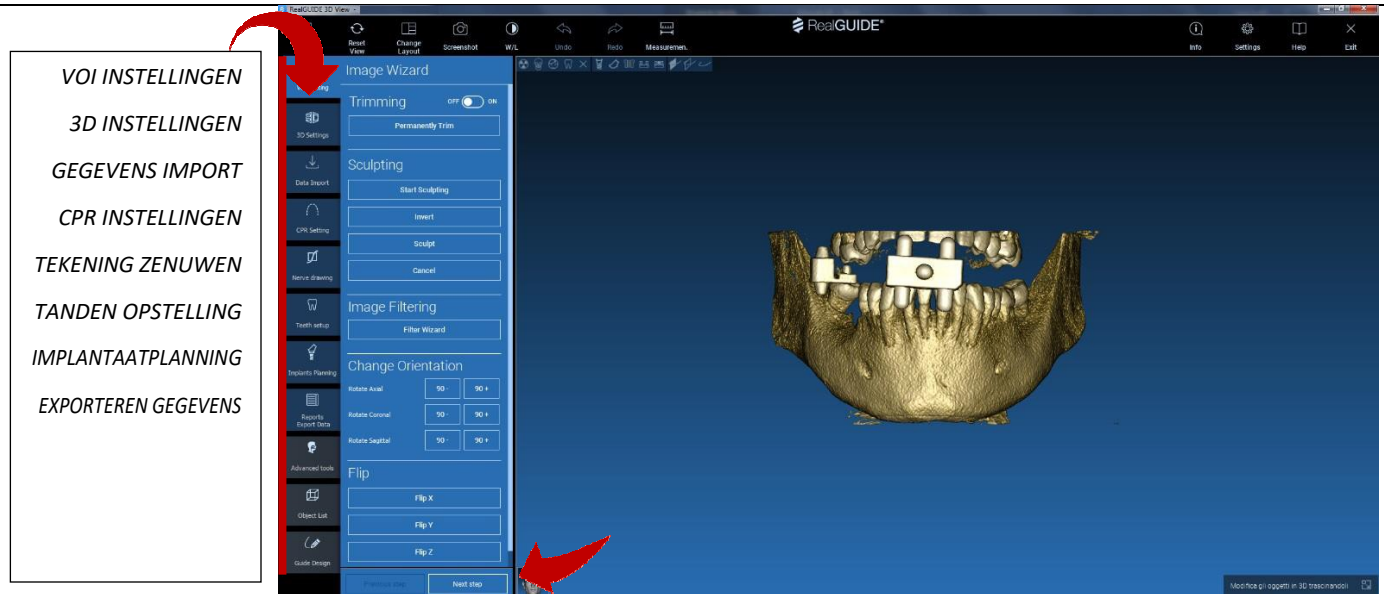 RealGUIDE 3D View
VOI INSTELLINGEN
3D INSTELLINGEN
GEGEVENS IMPORT
CPR INSTELLINGEN
TEKENING ZENUWEN
TANDEN OPSTELLING
IMPLANTAATPLANNING
EXPORTEREN GEGEVENS
Reset View
Change Layout
Screenshot
W/L
Undo
Redo
Measuremen.
RealGUIDE
Info
Settings
Help
Exit
3D Settings
Data Import
CPR Setting
Nerve drawing
Teeth setup
Implants Planning
Reports
Export Data
Advanced tools
Object List
Guide Design
Image Wizard
Trimming
OFF ON
Permanently Trim
Sculpting
Start Sculpting
Invert
Sculpt
Cancel
Image Filtering
Filter Wizard
Change Orientation
Rotate Axial 90 - 90 +
Rotate Coronal 90 - 90 +
Rotate Sagittal 90 - 90 +
Flip
Flip X
Flip Y
Flip Z
Previous step
Next step
Modifica gli oggetti in 3D trascinandoli